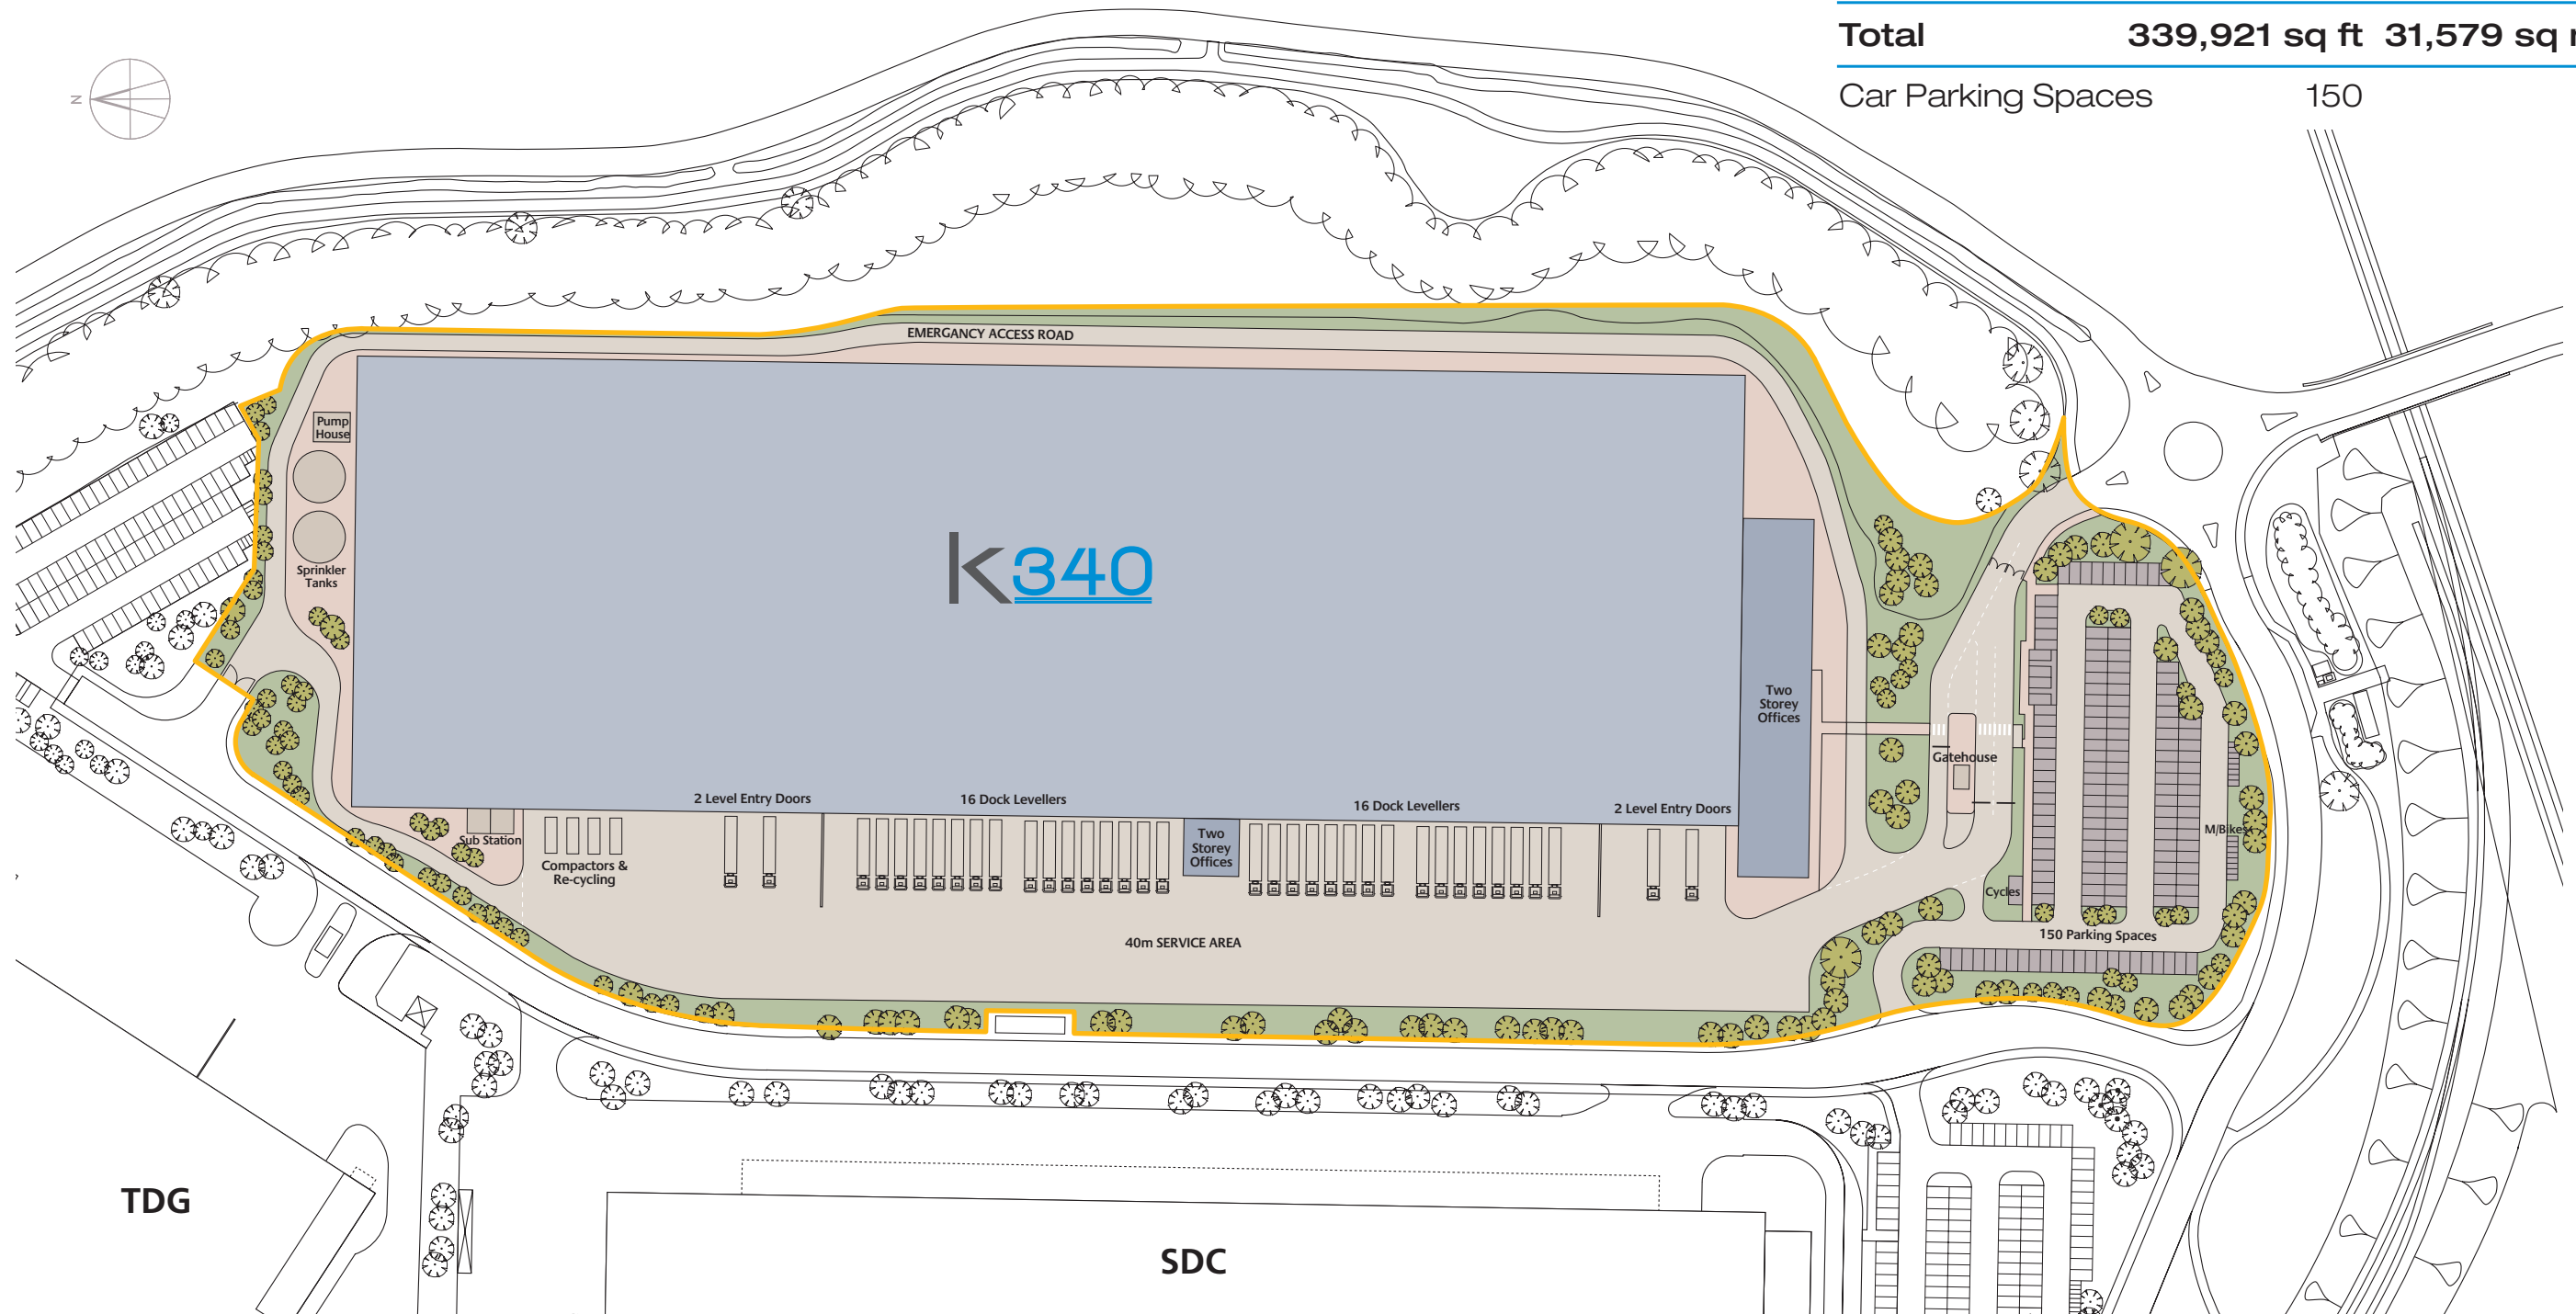 Total 339,921 sq ft 31,579 sq
Car Parking Spaces 150
N
EMERGANCY ACCESS ROAD
Pump
House
Sprinkler
Tanks
K340
Two
Storey
Offices
Gatehouse
2 Level Entry Doors
16 Dock Levellers
16 Dock Levellers
2 Level Entry Doors
Sub Station
Compactors &
Re-cycling
Two
Storey
Offices
M/Bikes
Cycles
150 Parking Spaces
40m SERVICE AREA
TDG
SDC